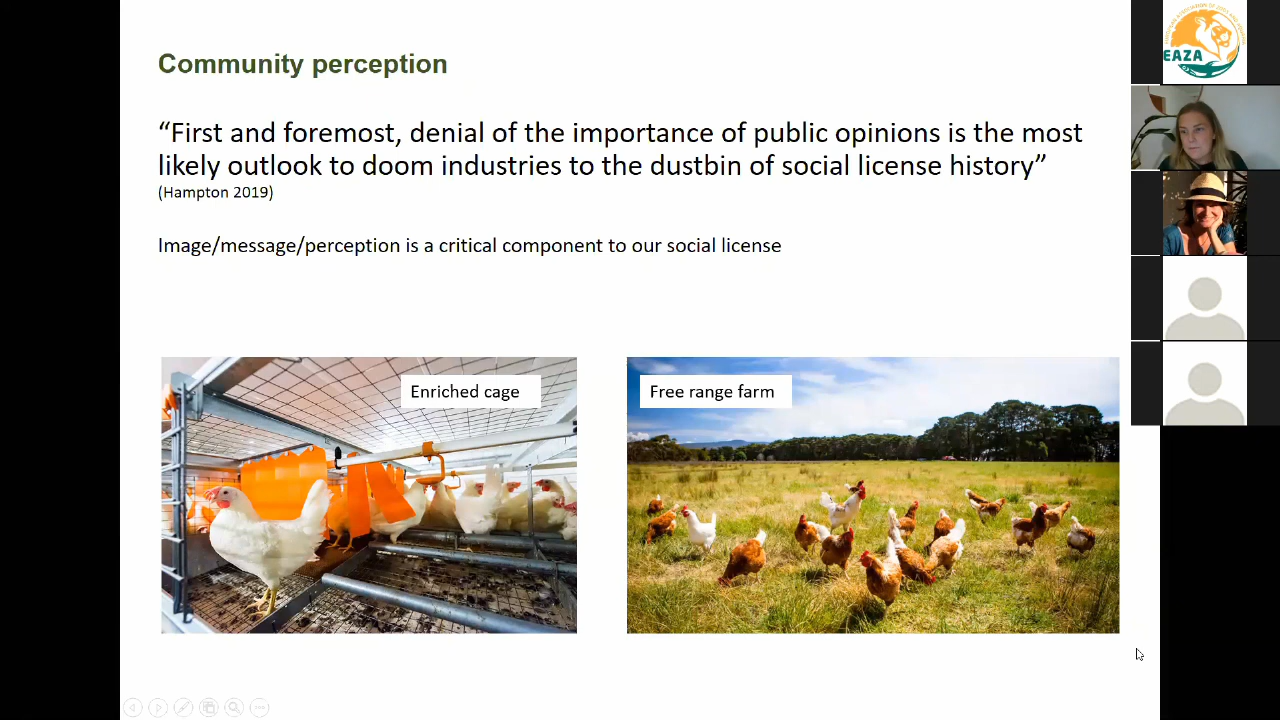 Community perception
“First and foremost, denial of the importance of public opinions is the most
likely outlook to doom industries to the dustbin of social license history”
(Hampton 2019)
Image/message/perception is a critical component to our social license
Enriched cage
Free range farm
EAZA